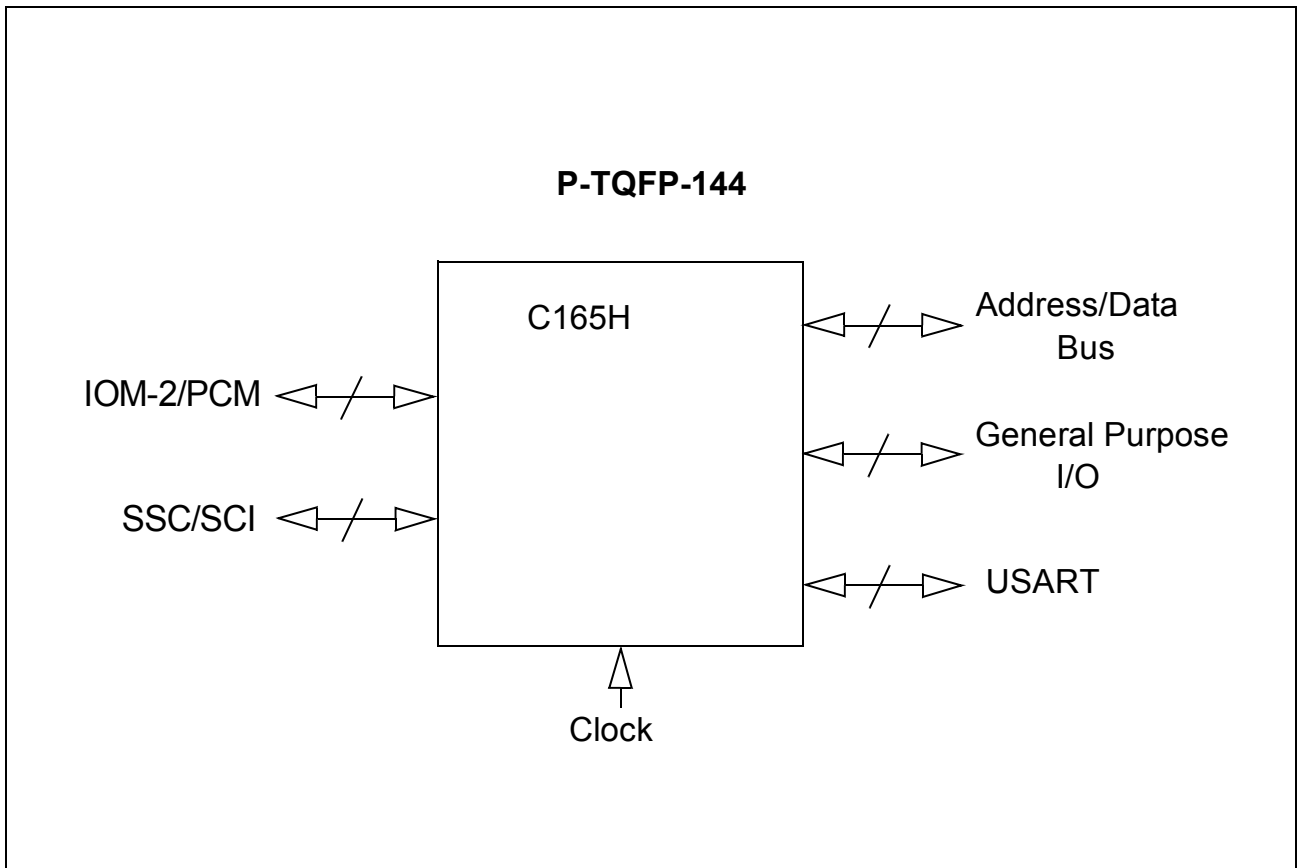 P-TQFP-144
C165H
Address/Data
Bus
IOM-2/PCM
General Purpose
I/O
SSC/SCI
USART
Clock